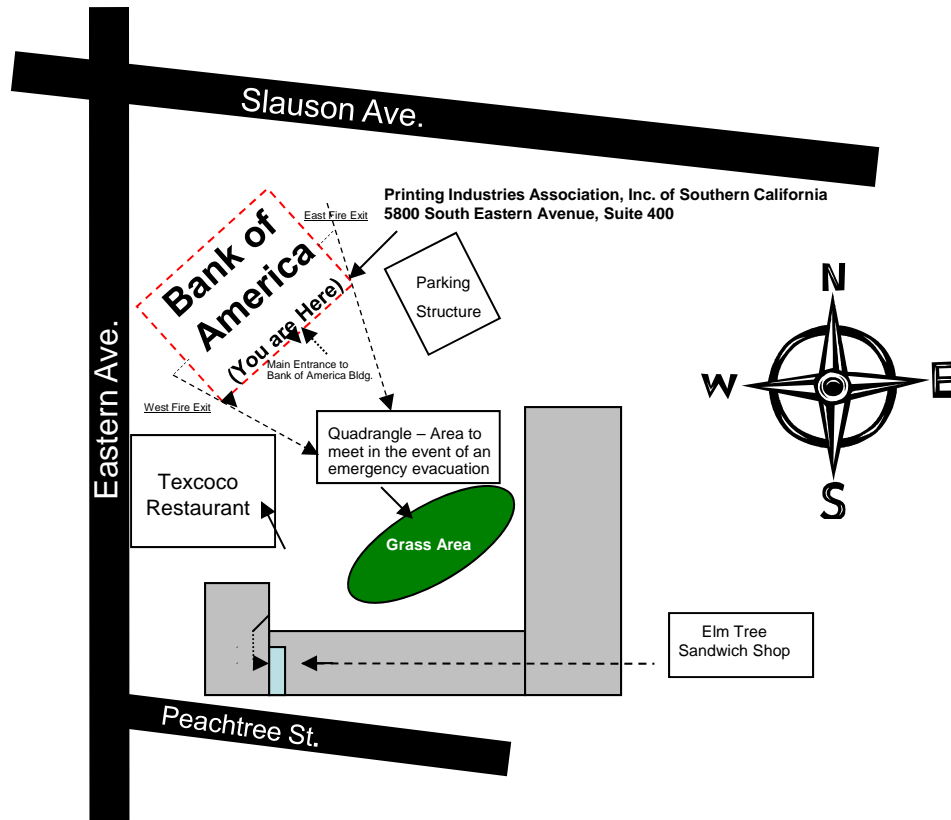 Slauson Ave.
Printing Industries Association, Inc. of Southern California
5800 South Eastern Avenue, Suite 400
East Fire Exit
Bank of
America
(You are Here)
Parking
Structure
N
W
E
S
Main Entrance to
Bank of America Bldg.
West Fire Exit
Eastern Ave.
Quadrangle – Area to
meet in the event of an
emergency evacuation
Texcoco
Restaurant
Grass Area
Elm Tree
Sandwich Shop
Peachtree St.